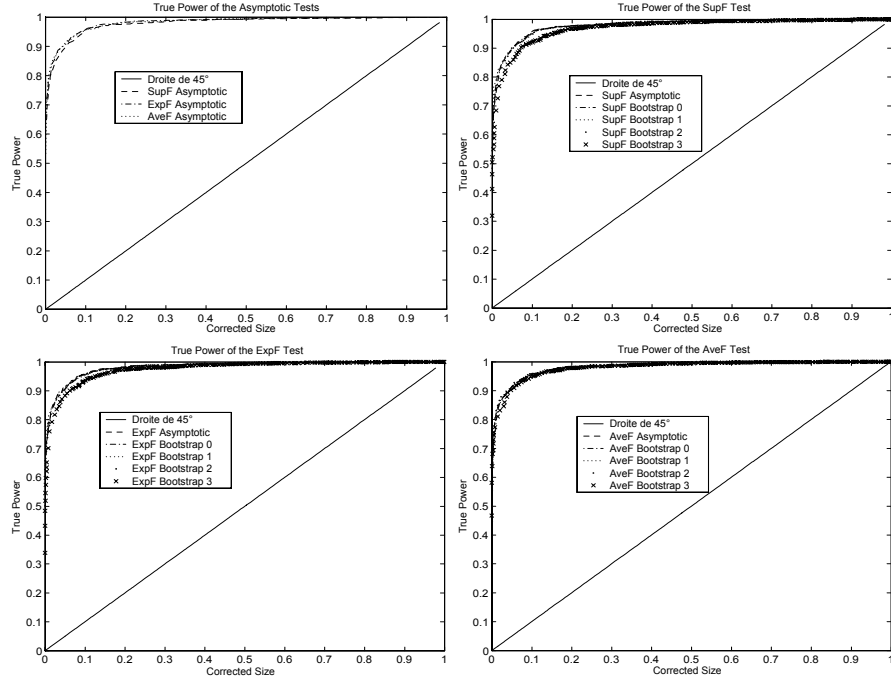 True Power of the Asymptotic Tests
1
0.9
0.8
0.7
0.6
0.5
0.4
0.3
0.2
0.1
0
True Power
Droite de 45°
SupF Asymptotic
ExpF Asymptotic
AveF Asymptotic
0 0.1 0.2 0.3 0.4 0.5 0.6 0.7 0.8 0.9 1
Corrected Size
True Power of the SupF Test
1
0.9
0.8
0.7
0.6
0.5
0.4
0.3
0.2
0.1
0
True Power
Droite de 45°
SupF Asymptotic
SupF Bootstrap 0
SupF Bootstrap 1
SupF Bootstrap 2
SupF Bootstrap 3
0 0.1 0.2 0.3 0.4 0.5 0.6 0.7 0.8 0.9 1
Corrected Size
True Power of the ExpF Test
1
0.9
0.8
0.7
0.6
0.5
0.4
0.3
0.2
0.1
0
True Power
Droite de 45°
ExpF Asymptotic
ExpF Bootstrap 0
ExpF Bootstrap 1
ExpF Bootstrap 2
ExpF Bootstrap 3
0 0.1 0.2 0.3 0.4 0.5 0.6 0.7 0.8 0.9 1
Corrected Size
True Power of the AveF Test
1
0.9
0.8
0.7
0.6
0.5
0.4
0.3
0.2
0.1
0
True Power
Droite de 45°
AveF Asymptotic
AveF Bootstrap 0
AveF Bootstrap 1
AveF Bootstrap 2
AveF Bootstrap 3
0 0.1 0.2 0.3 0.4 0.5 0.6 0.7 0.8 0.9 1
Corrected Size